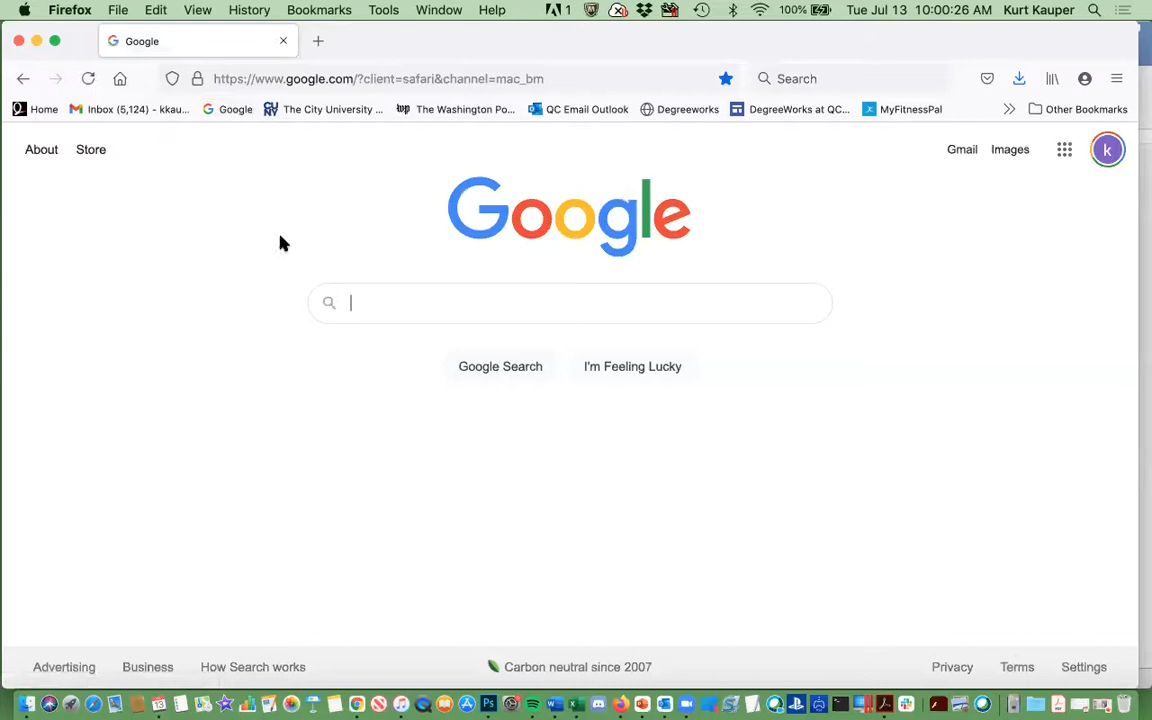 Firefox File Edit View History Bookmarks Tools Window Help 1 100% Tue Jul 13 10:00:26 AM Kurt Kauper
Google
https://www.google.com/?client=safari&channel=mac_bm Search
Home Inbox (5,124) - kkau... Google The City University ... The Washington Po... QC Email Outlook Degreeworks DegreeWorks at QC... MyFitnessPal Other Bookmarks
About Store Gmail Images k
Google
Google Search I'm Feeling Lucky
Advertising Business How Search works Carbon neutral since 2007 Privacy Terms Settings